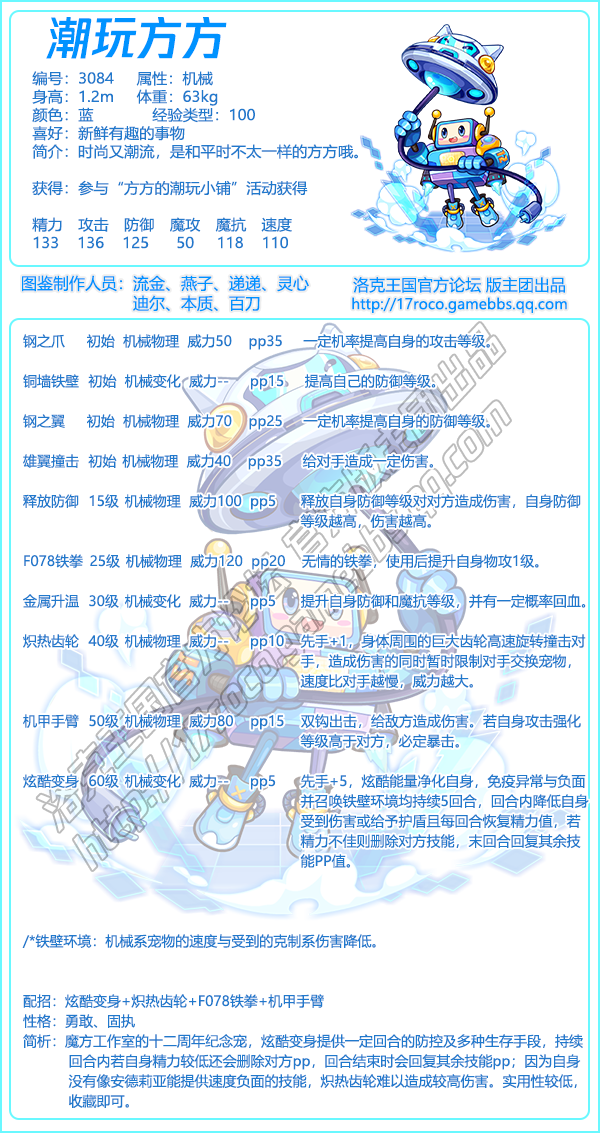 潮玩方方
编号：3084 属性：机械
身高：1.2m 体重：63kg
颜色：蓝 经验类型：100
喜好：新鲜有趣的事物
简介：时尚又潮流，是和平时不太一样的方方哦。
获得：参与“方方的潮玩小铺”活动获得
精力 攻击 防御 魔攻 魔抗 速度
133 136 125 50 118 110
图鉴制作人员：流金、燕子、递递、灵心
迪尔、本质、百刀
洛克王国官方论坛 版主团出品
http://17roco.gamebbs.qq.com/
钢之爪 初始 机械物理 威力50 pp35 一定机率提高自身的攻击等级。
铜墙铁壁 初始 机械变化 威力-- pp15 提高自己的防御等级。
钢之翼 初始 机械物理 威力70 pp25 一定机率提高自身的防御等级。
雄翼撞击 初始 机械物理 威力40 pp35 给对手造成一定伤害。
释放防御 15级 机械物理 威力100 pp5 释放自身防御等级对对方造成伤害，自身防御
等级越高，伤害越高。
F078铁拳 25级 机械物理 威力120 pp20 无情的铁拳，使用后提升自身物攻1级。
金属升温 30级 机械变化 威力-- pp5 提升自身防御和魔抗等级，并有一定概率回血。
炽热齿轮 40级 机械物理 威力-- pp10 先手+1，身体周围的巨大齿轮高速旋转撞击对
手，造成伤害的同时暂时限制对手交换宠物，
速度比对手越慢，威力越大。
机甲手臂 50级 机械物理 威力80 pp15 双钩出击，给敌方造成伤害。若自身攻击强化
等级高于对方，必定暴击。
炫酷变身 60级 机械变化 威力-- pp5 先手+5，炫酷能量净化自身，免疫异常与负面
并召唤铁壁环境均持续5回合，回合内降低自身
受到伤害或给予护盾且每回合恢复精力值，若
精力不佳则删除对方技能，末回合回复其余技
能PP值。
/*铁壁环境：机械系宠物的速度与受到的克制系伤害降低。
配招：炫酷变身+炽热齿轮+F078铁拳+机甲手臂
性格：勇敢、固执
简析：魔方工作室的十二周年纪念宠，炫酷变身提供一定回合的防控及多种生存手段，持续
回合内若自身精力较低还会删除对方pp，回合结束时会回复其余技能pp；因为自身
没有像安德莉亚能提供速度负面的技能，炽热齿轮难以造成较高伤害。实用性较低，
收藏即可。
洛克王国官方论坛 版主团出品
http://17roco.gamebbs.qq.com